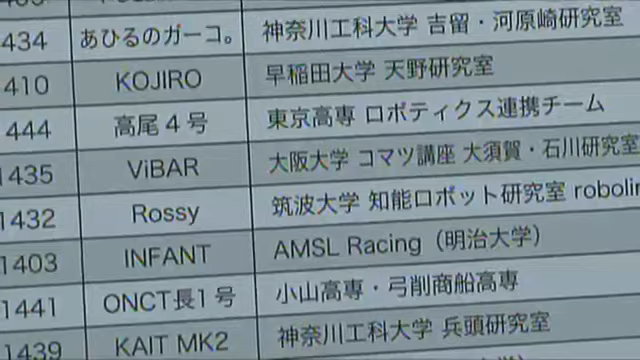 434 あひるのガーコ。 神奈川工科大学 吉留・河原崎研究室
410 KOJIRO 早稲田大学 天野研究室
444 高尾4号 東京高専 ロボティクス連携チーム
1435 ViBAR 大阪大学 コマツ講座 大須賀・石川研究室
1432 Rossy 筑波大学 知能ロボット研究室 robolin
1403 INFANT AMSL Racing（明治大学）
1441 ONCT長1号 小山高専・弓削商船高専
1439 KAIT MK2 神奈川工科大学 兵頭研究室